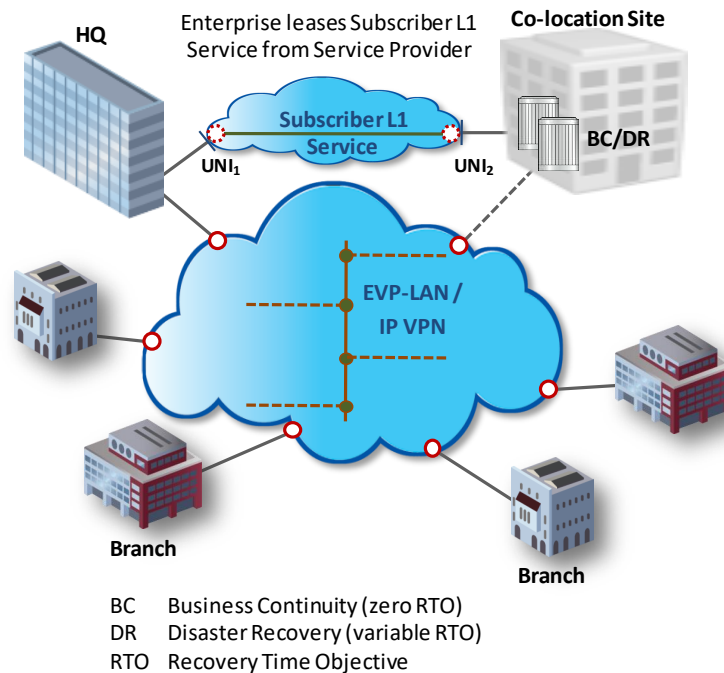 HQ
Enterprise leases Subscriber L1
Service from Service Provider
Co-location Site
Subscriber L1
Service
UNI1
UNI2
BC/DR
EVP-LAN /
IP VPN
Branch
Branch
BC Business Continuity (zero RTO)
DR Disaster Recovery (variable RTO)
RTO Recovery Time Objective